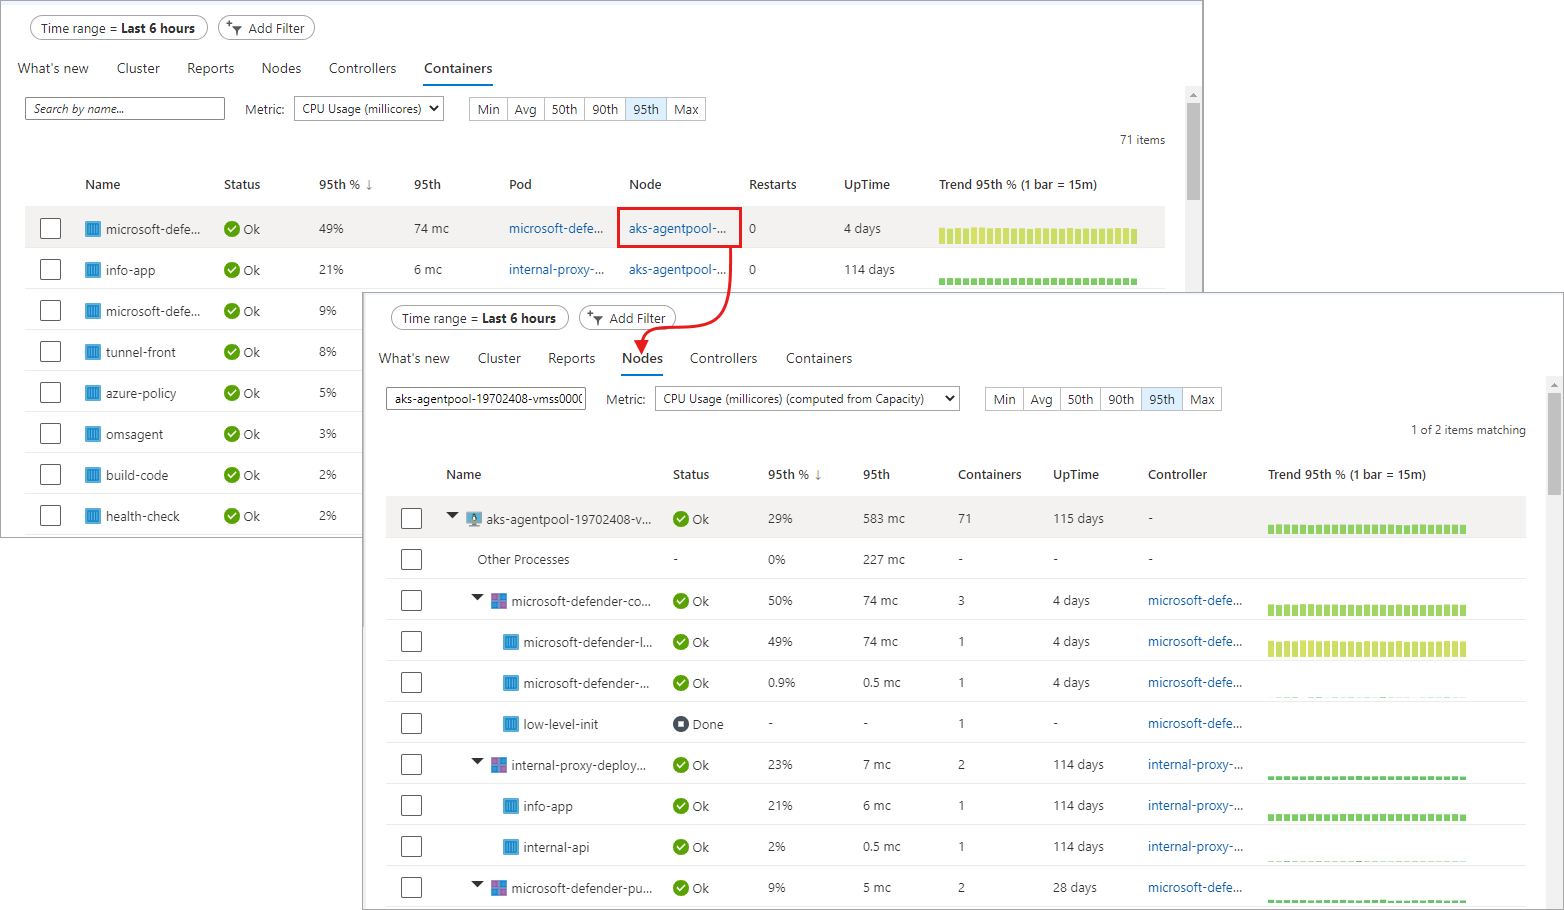 Time range = Last 6 hours Add Filter
What's new Cluster Reports Nodes Controllers Containers
Search by name... Metric: CPU Usage (millicores) Min Avg 50th 90th 95th Max
71 items
Name Status 95th % ↓ 95th Pod Node Restarts UpTime Trend 95th % (1 bar = 15m)
microsoft-defe... Ok 49% 74 mc microsoft-defe... aks-agentpool-... 0 4 days
info-app Ok 21% 6 mc internal-proxy-... aks-agentpool-... 0 114 days
microsoft-defe... Ok 9%
tunnel-front Ok 8%
azure-policy Ok 5%
omsagent Ok 3%
build-code Ok 2%
health-check Ok 2%
Time range = Last 6 hours Add Filter
What's new Cluster Reports Nodes Controllers Containers
aks-agentpool-19702408-vmss000 Metric: CPU Usage (millicores) (computed from Capacity) Min Avg 50th 90th 95th Max
1 of 2 items matching
Name Status 95th % ↓ 95th Containers UpTime Controller Trend 95th % (1 bar = 15m)
aks-agentpool-19702408-v... Ok 29% 583 mc 71 115 days -
Other Processes - 0% 227 mc - - -
microsoft-defender-co... Ok 50% 74 mc 3 4 days microsoft-defe...
microsoft-defender-l... Ok 49% 74 mc 1 4 days microsoft-defe...
microsoft-defender-... Ok 0.9% 0.5 mc 1 4 days microsoft-defe...
low-level-init Done - - 1 - microsoft-defe...
internal-proxy-deploy... Ok 23% 7 mc 2 114 days internal-proxy-...
info-app Ok 21% 6 mc 1 114 days internal-proxy-...
internal-api Ok 2% 0.5 mc 1 114 days internal-proxy-...
microsoft-defender-pu... Ok 9% 5 mc 2 28 days microsoft-defe...